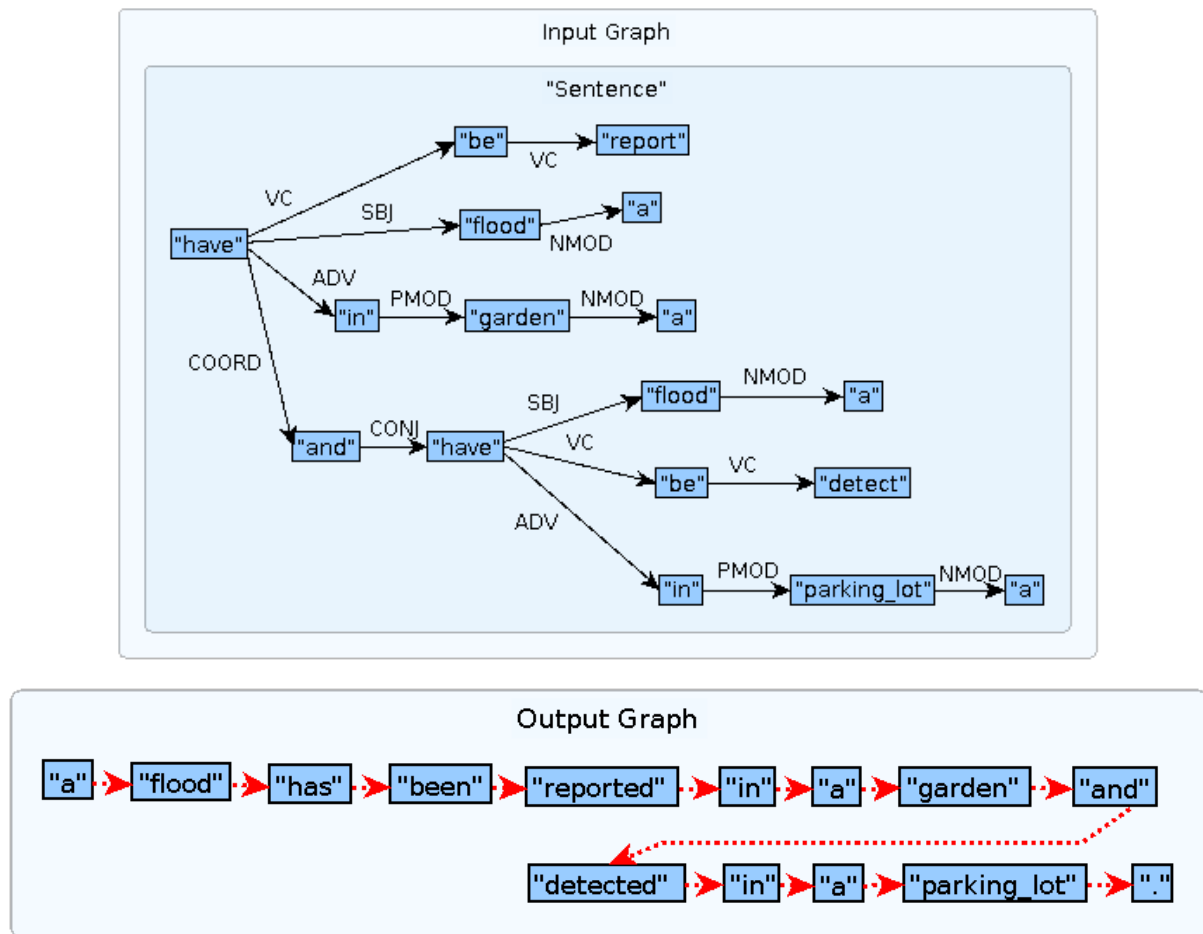 Input Graph
"Sentence"
"be" "report"
VC
VC
SBJ "flood" "a"
NMOD
"have"
ADV
"in" PMOD "garden" NMOD "a"
COORD
SBJ "flood" NMOD "a"
"and" CONJ "have" VC
"be" VC "detect"
ADV
"in" PMOD "parking_lot" NMOD "a"
Output Graph
"a" "flood" "has" "been" "reported" "in" "a" "garden" "and"
"detected" "in" "a" "parking_lot" "."